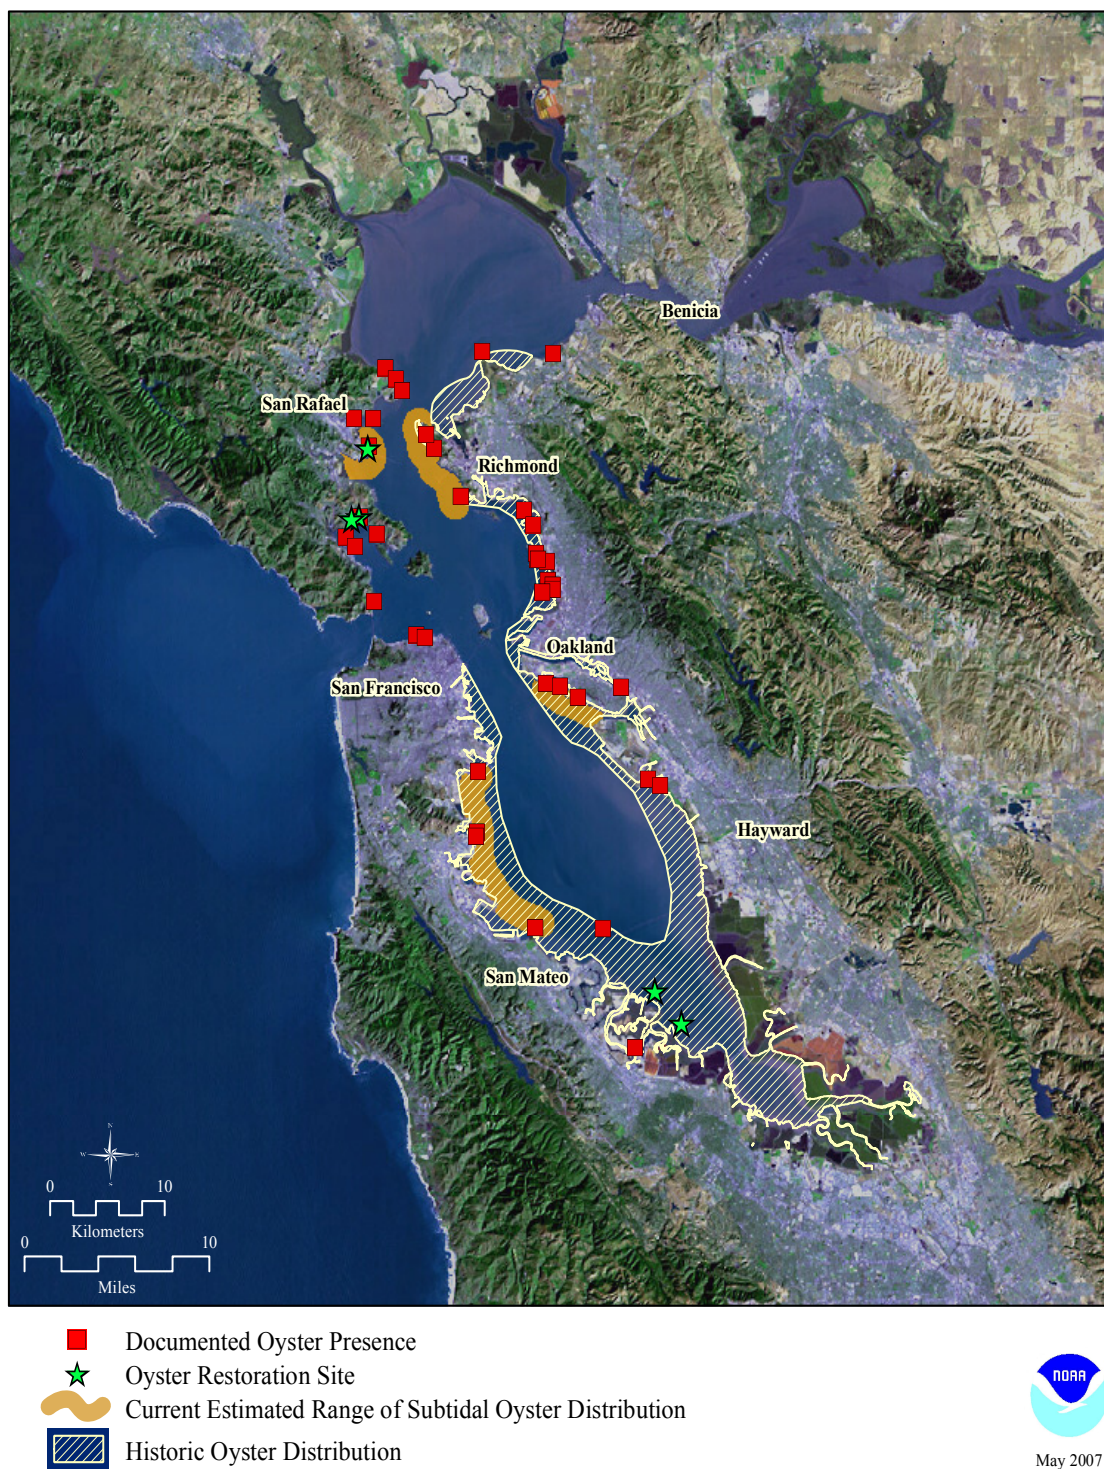 Benicia
San Rafael
Richmond
Oakland
San Francisco
Hayward
San Mateo
N
W E
S
0 10
Kilometers
0 10
Miles
Documented Oyster Presence
Oyster Restoration Site
Current Estimated Range of Subtidal Oyster Distribution
Historic Oyster Distribution
NOAA
May 2007